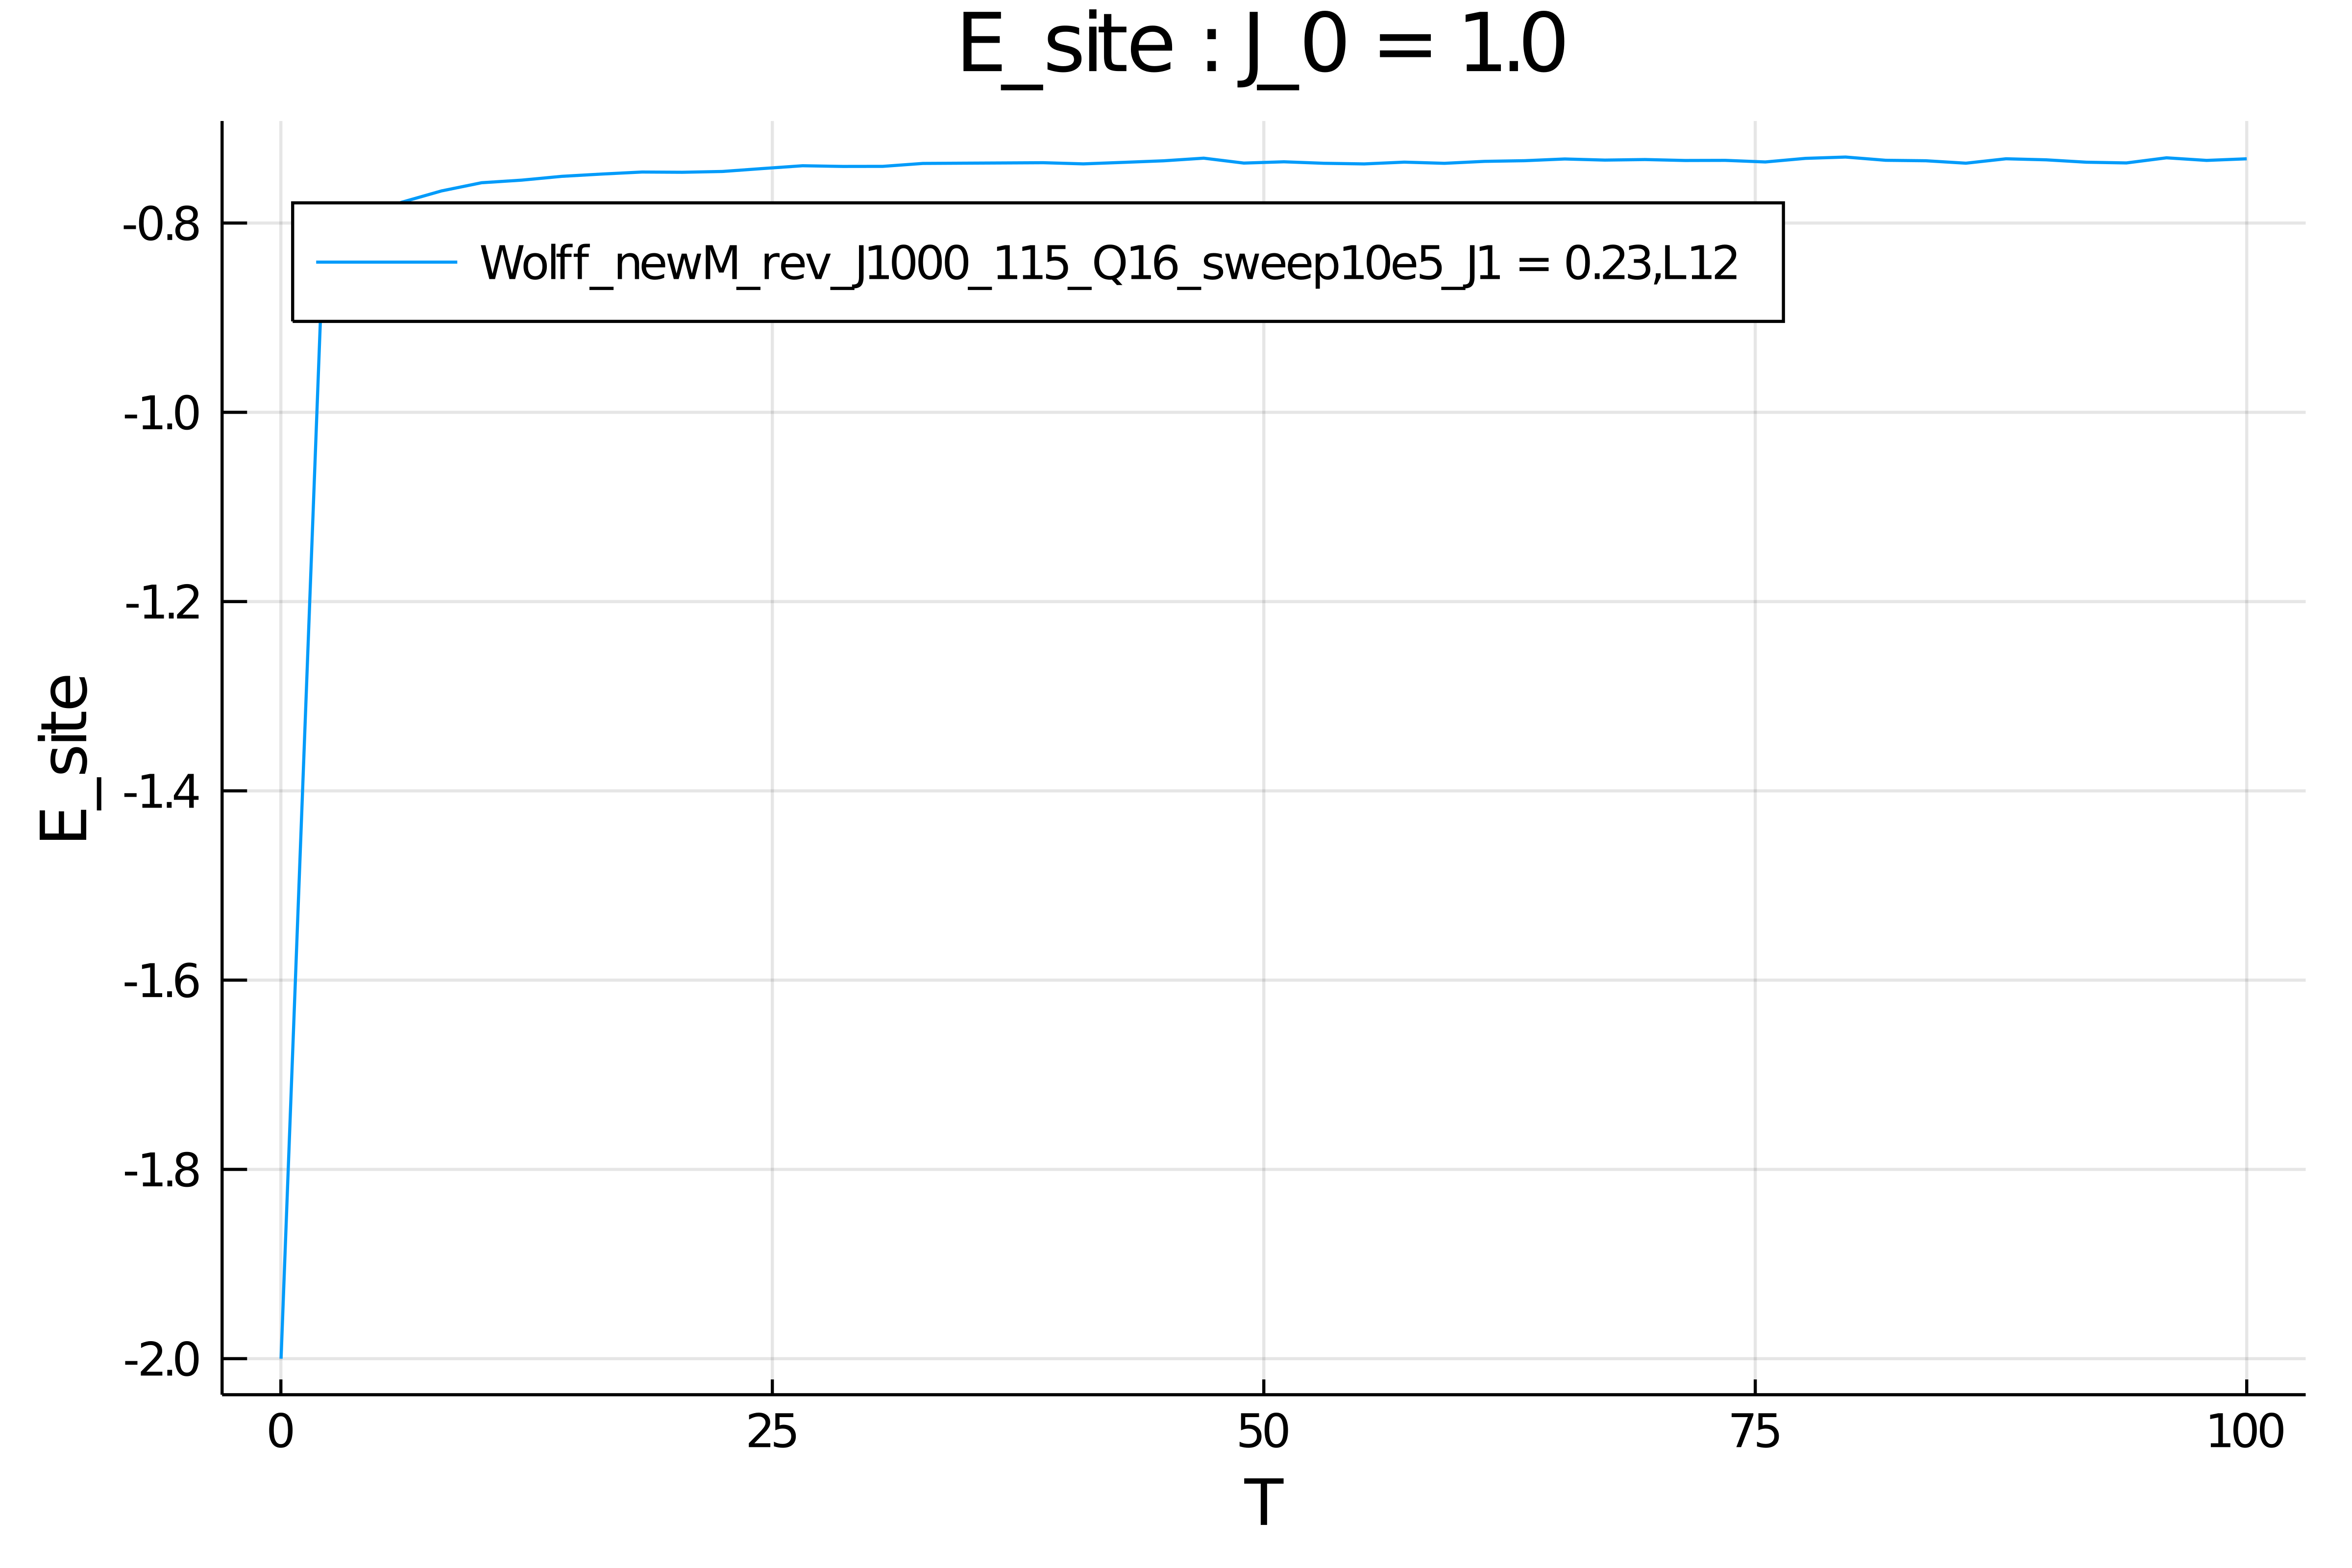 E_site : J_0 = 1.0
Wolff_newM_rev_J1000_115_Q16_sweep10e5_J1 = 0.23,L12
E_site
-0.8
-1.0
-1.2
-1.4
-1.6
-1.8
-2.0
0 25 50 75 100
T